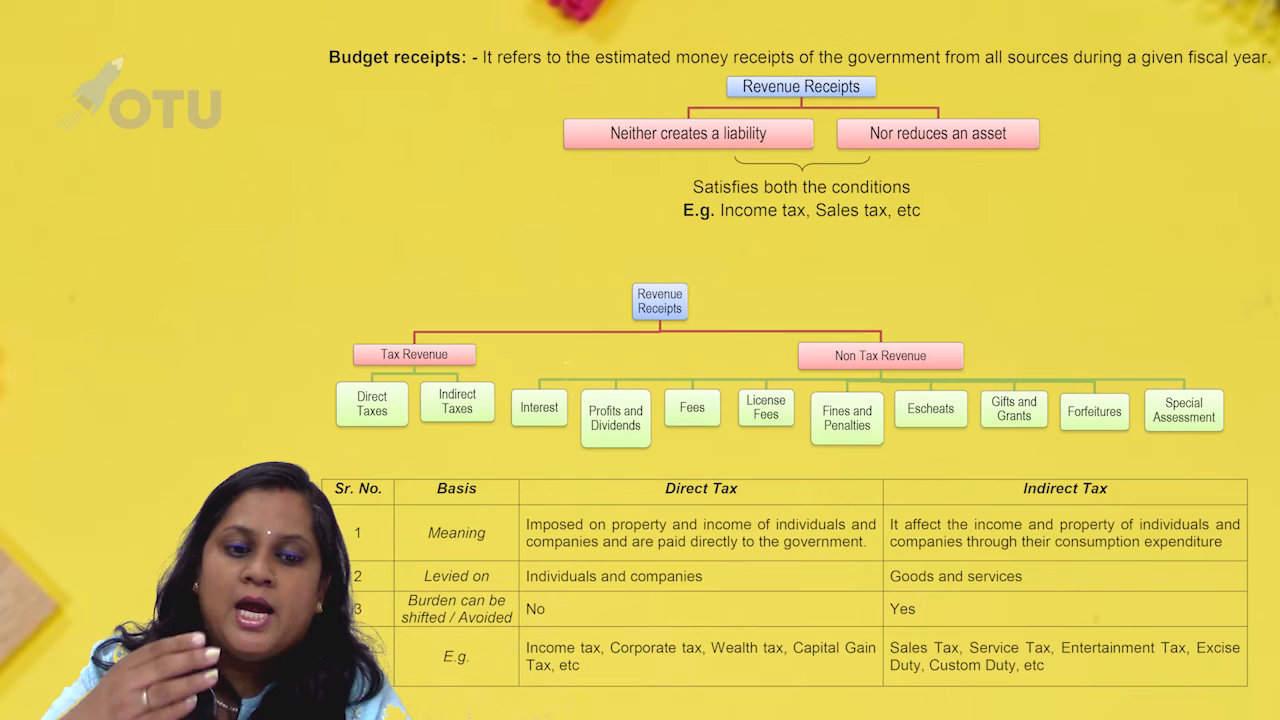 OTU
Budget receipts: - It refers to the estimated money receipts of the government from all sources during a given fiscal year.
Revenue Receipts
Neither creates a liability
Nor reduces an asset
Satisfies both the conditions
E.g. Income tax, Sales tax, etc
Revenue
Receipts
Tax Revenue
Non Tax Revenue
Direct
Taxes
Indirect
Taxes
Interest
Profits and
Dividends
Fees
License
Fees
Fines and
Penalties
Escheats
Gifts and
Grants
Forfeitures
Special
Assessment
Sr. No. Basis Direct Tax Indirect Tax
1 Meaning
Imposed on property and income of individuals and
companies and are paid directly to the government.
It affect the income and property of individuals and
companies through their consumption expenditure
2 Levied on Individuals and companies Goods and services
3
Burden can be
shifted / Avoided
No Yes
E.g.
Income tax, Corporate tax, Wealth tax, Capital Gain
Tax, etc
Sales Tax, Service Tax, Entertainment Tax, Excise
Duty, Custom Duty, etc